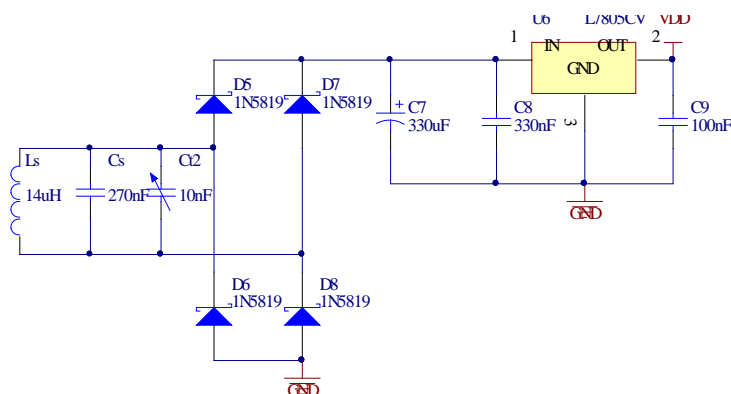 U6 L7805CV VDD
1 IN OUT 2
GND
3
D5
1N5819
D7
1N5819
C7
330uF
C8
330nF
C9
100nF
Ls
14uH
Cs
270nF
Ct2
10nF
GND
D6
1N5819
D8
1N5819
GND